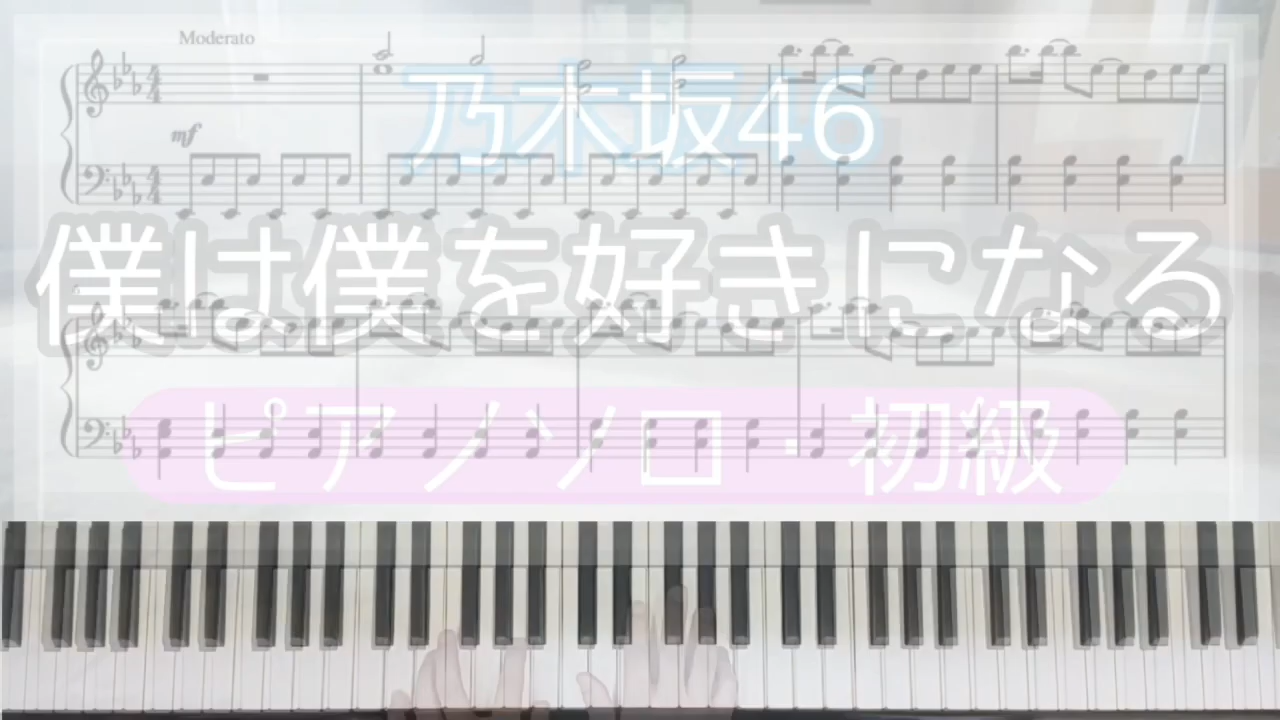 Moderato
mf
乃木坂46
僕は僕を好きになる
ピアノソロ・初級